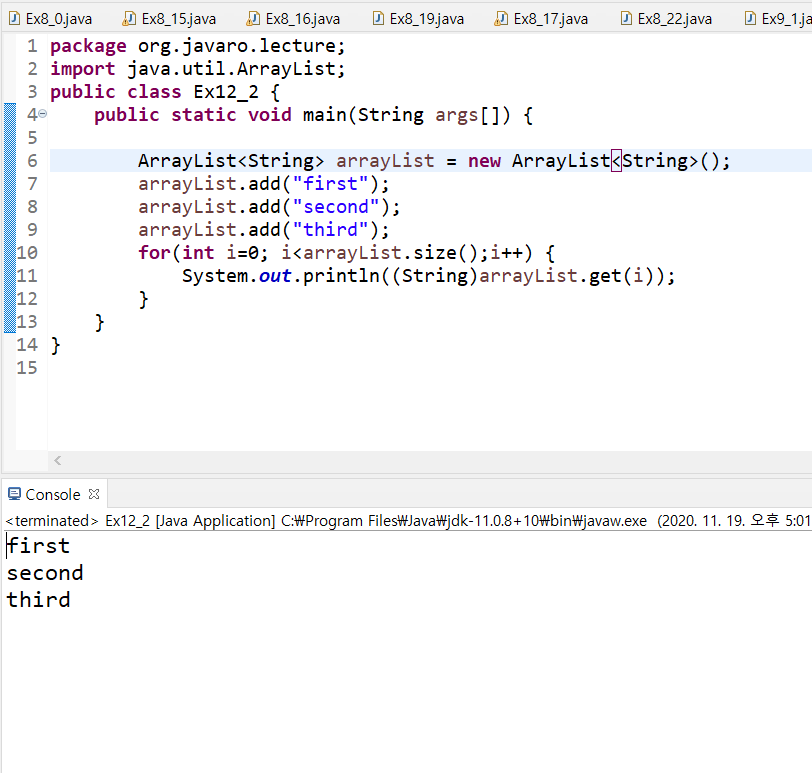 Ex8_0.java Ex8_15.java Ex8_16.java Ex8_19.java Ex8_17.java Ex8_22.java Ex9_1.ja
1 package org.javaro.lecture;
2 import java.util.ArrayList;
3 public class Ex12_2 {
4 public static void main(String args[]) {
5
6 ArrayList<String> arrayList = new ArrayList<String>();
7 arrayList.add("first");
8 arrayList.add("second");
9 arrayList.add("third");
10 for(int i=0; i<arrayList.size();i++) {
11 System.out.println((String)arrayList.get(i));
12 }
13 }
14 }
15
Console
<terminated> Ex12_2 [Java Application] C:₩Program Files₩Java₩jdk-11.0.8+10₩bin₩javaw.exe (2020. 11. 19. 오후 5:01
first
second
third